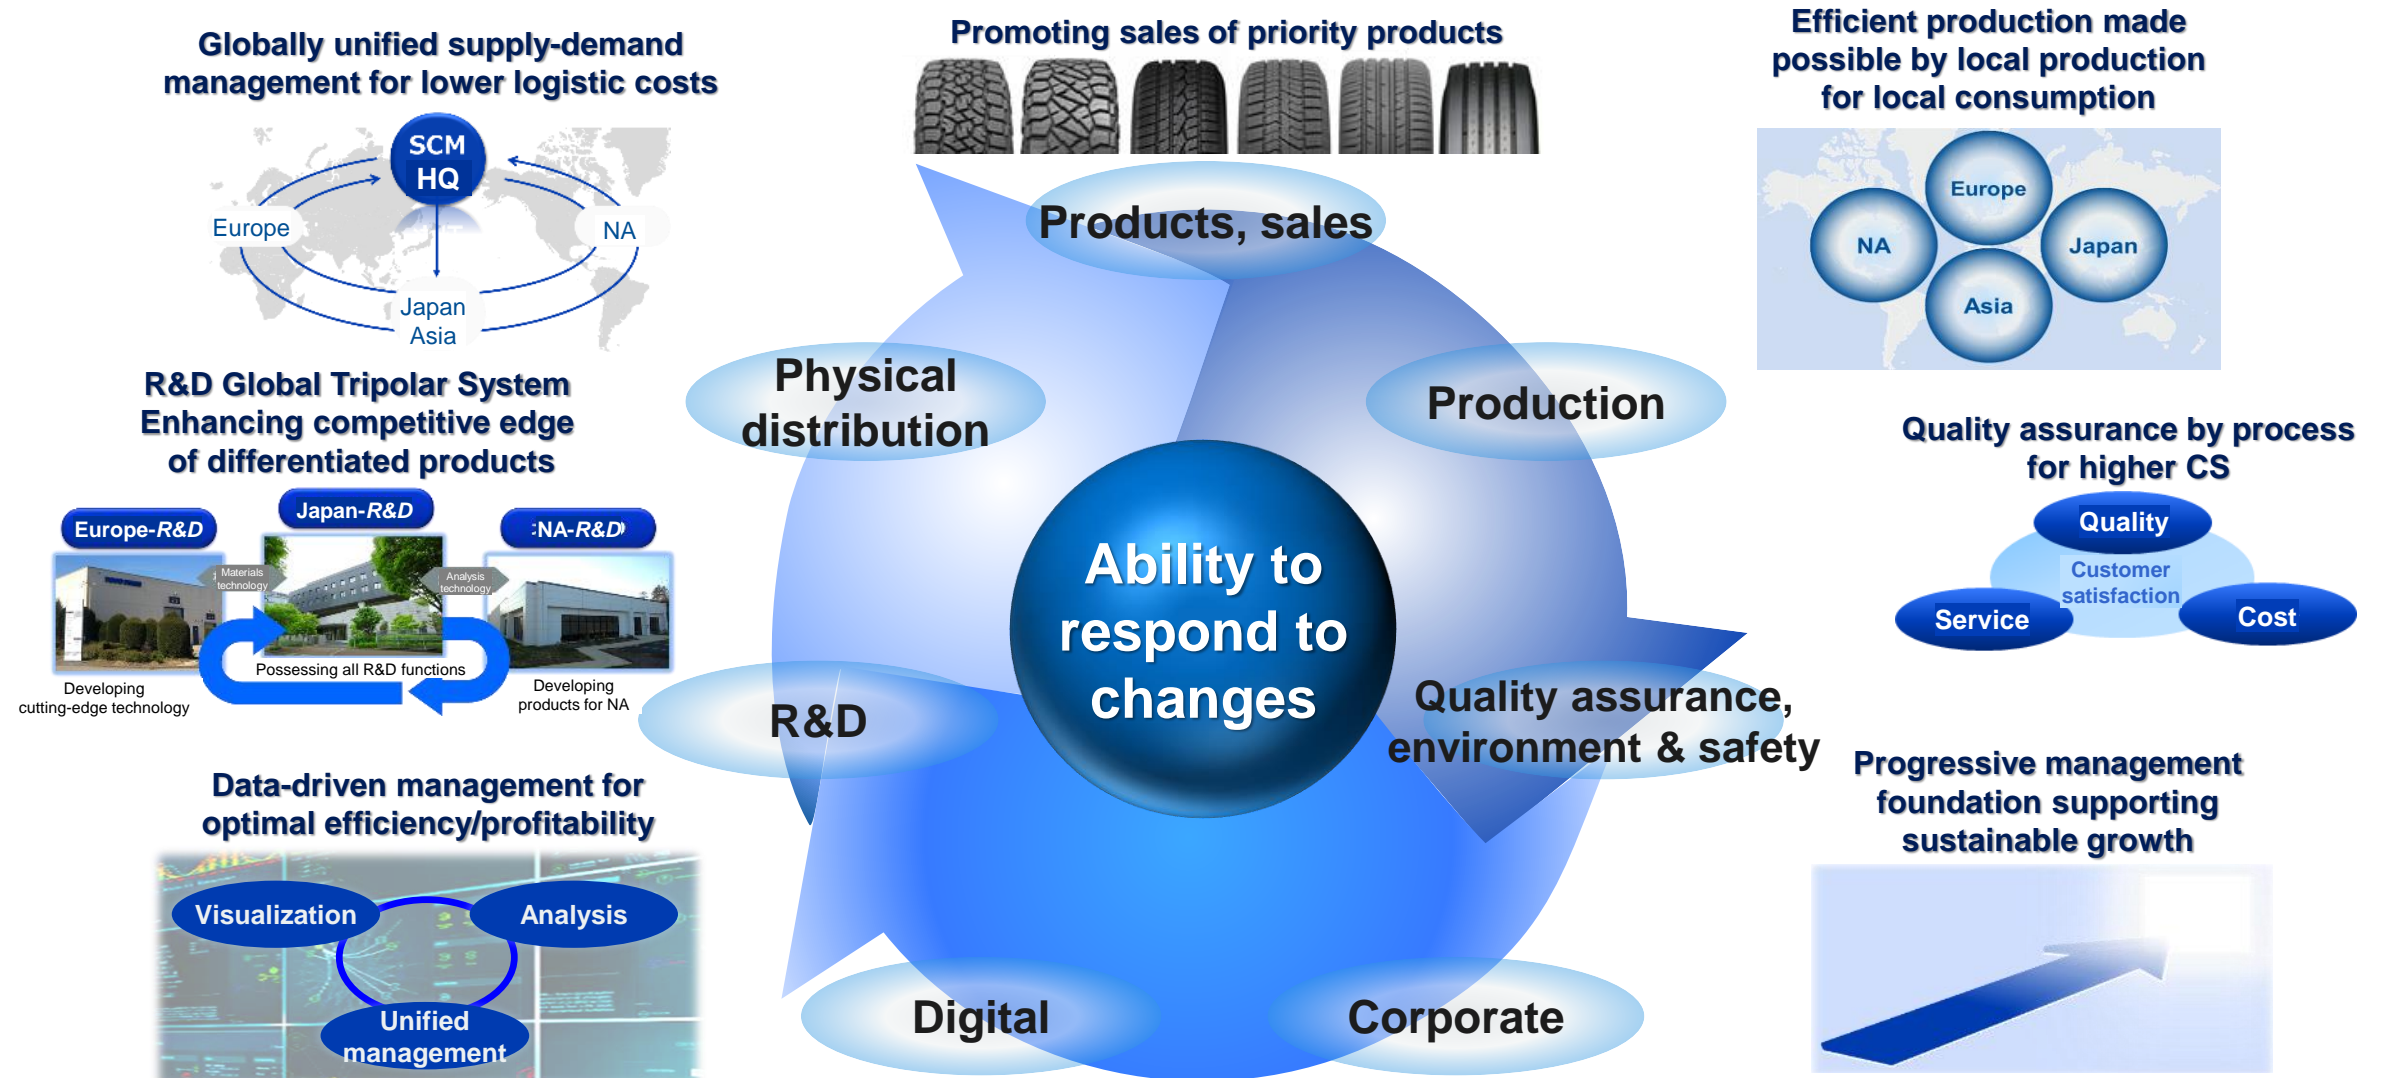 Globally unified supply-demand
management for lower logistic costs
SCM
HQ
Europe
NA
Japan
Asia
Promoting sales of priority products
Efficient production made
possible by local production
for local consumption
Europe
NA
Japan
Asia
Products, sales
Physical
distribution
Production
R&D Global Tripolar System
Enhancing competitive edge
of differentiated products
Europe-R&D
Japan-R&D
NA-R&D
Materials
technology
Analysis
technology
Possessing all R&D functions
Developing
cutting-edge technology
Developing
products for NA
Quality assurance by process
for higher CS
Quality
Customer
satisfaction
Service
Cost
Ability to
respond to
changes
R&D
Quality assurance,
environment & safety
Data-driven management for
optimal efficiency/profitability
Visualization
Analysis
Unified
management
Progressive management
foundation supporting
sustainable growth
Digital
Corporate